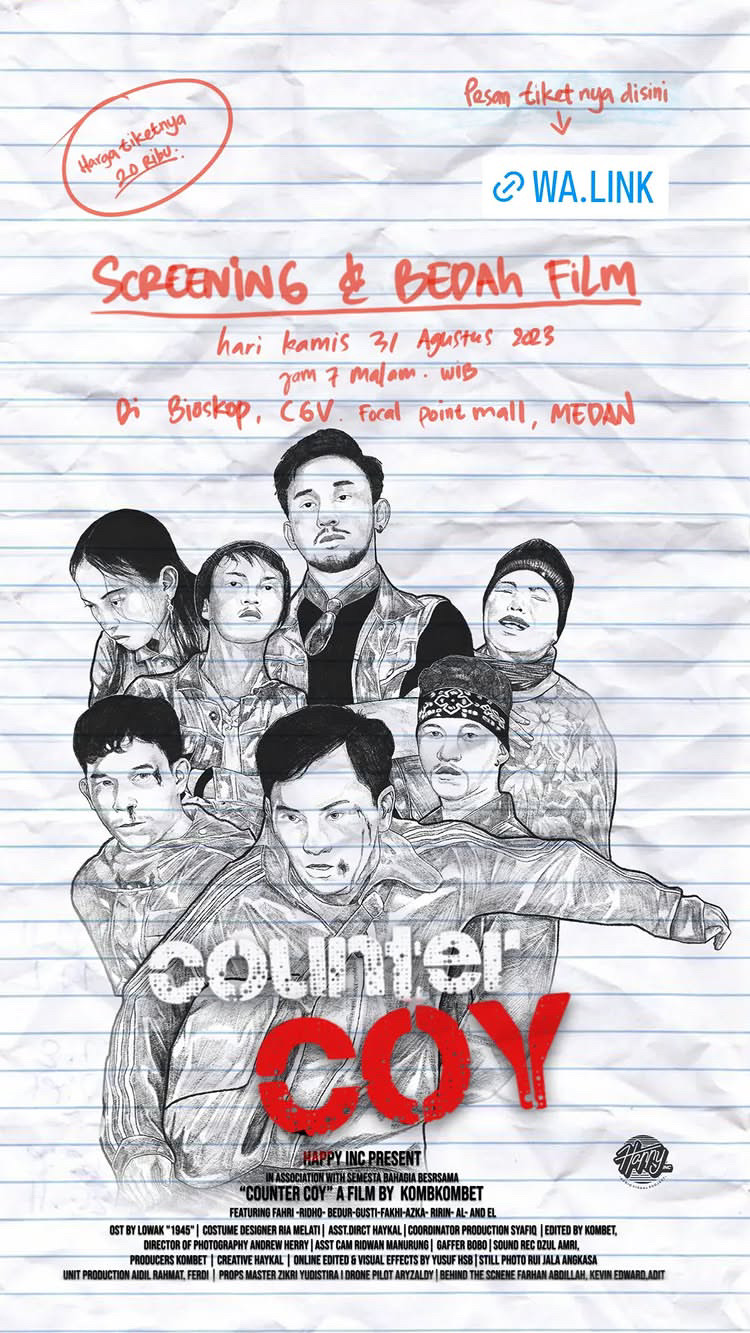 Harga tiketnya
20 Ribu.
Pesan tiketnya disini
WA.LINK
SCREENING & BEDAH FILM
hari kamis 31 Agustus 2023
jam 7 malam. WIB
Di Bioskop, CGV. Focal point mall, MEDAN
counter
COY
HAPPY INC PRESENT
IN ASSOCIATION WITH SEMESTA BAHADIA BESRSAMA
“COUNTER COY” A FILM BY KOMBKOMBET
FEATURING FAHRI -RIDHO- BEDUR-GUSTI-FAKHI-AZKA- RIRIN- AL- AND EL
OST BY LOWAK "1945" | COSTUME DESIGNER RIA MELATI | ASST.DIRCT HAYKAL | COORDINATOR PRODUCTION SYAFIQ | EDITED BY KOMBET,
DIRECTOR OF PHOTOGRAPHY ANDREW HERRY | ASST CAM RIDWAN MANURUNG | GAFFER BOBO | SOUND REC DZUL AMRI,
PRODUCERS KOMBET | CREATIVE HAYKAL | ONLINE EDITED & VISUAL EFFECTS BY YUSUF HSB | STILL PHOTO RUI JALA ANGKASA
UNIT PRODUCTION AIDIL RAHMAT, FERDI | PROPS MASTER ZIKRI YUDISTIRA I DRONE PILOT ARYZALDY | BEHIND THE SCNENE FARHAN ABDILLAH, KEVIN EDWARD,ADIT
Happy INC